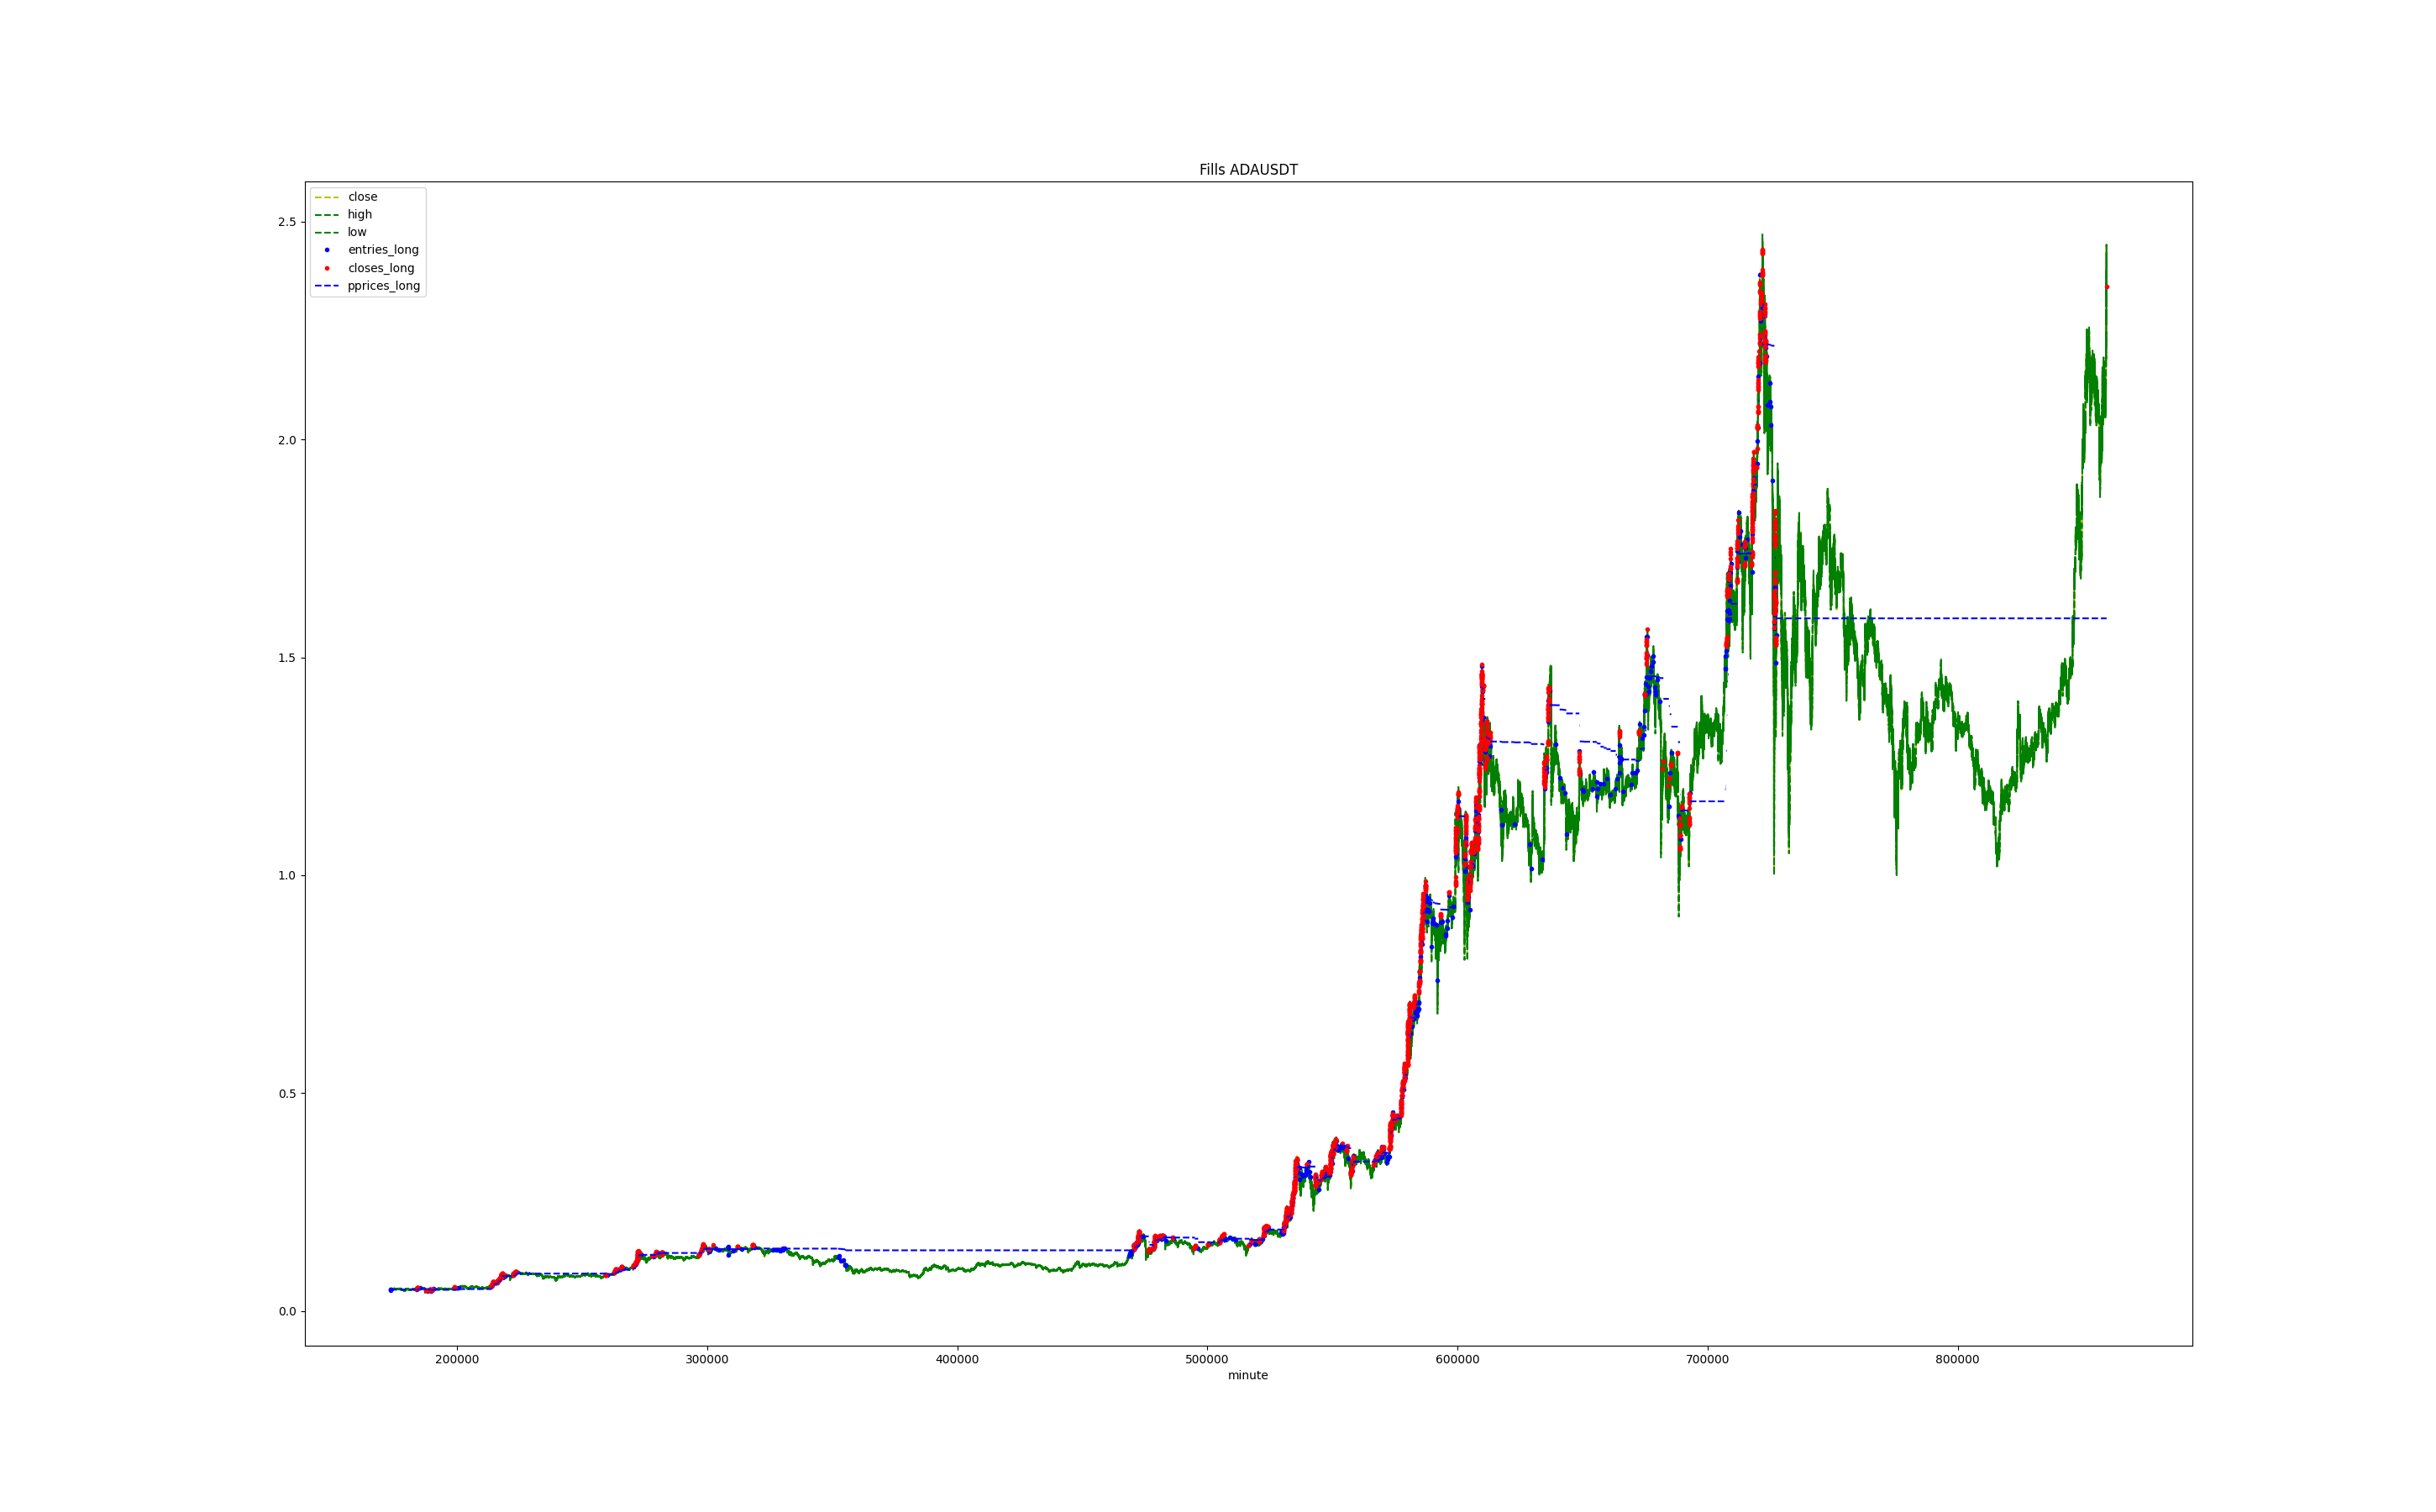 Fills ADAUSDT
close
high
low
entries_long
closes_long
pprices_long
2.5
2.0
1.5
1.0
0.5
0.0
200000 300000 400000 500000 600000 700000 800000
minute